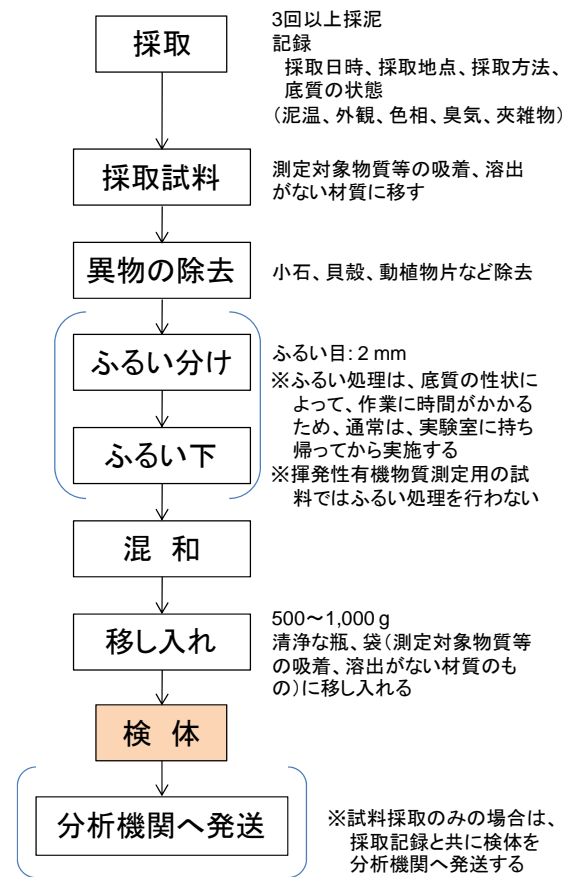 採取
3回以上採泥
記録
採取日時、採取地点、採取方法、
底質の状態
(泥温、外観、色相、臭気、夾雑物)
採取試料
測定対象物質等の吸着、溶出
がない材質に移す
異物の除去
小石、貝殻、動植物片など除去
ふるい分け
ふるい目: 2 mm
※ふるい処理は、底質の性状に
よって、作業に時間がかかる
ため、通常は、実験室に持ち
帰ってから実施する
※揮発性有機物質測定用の試
料ではふるい処理を行わない
ふるい下
混 和
移し入れ
500～1,000 g
清浄な瓶、袋(測定対象物質等
の吸着、溶出がない材質のも
の)に移し入れる
検 体
分析機関へ発送
※試料採取のみの場合は、
採取記録と共に検体を
分析機関へ発送する